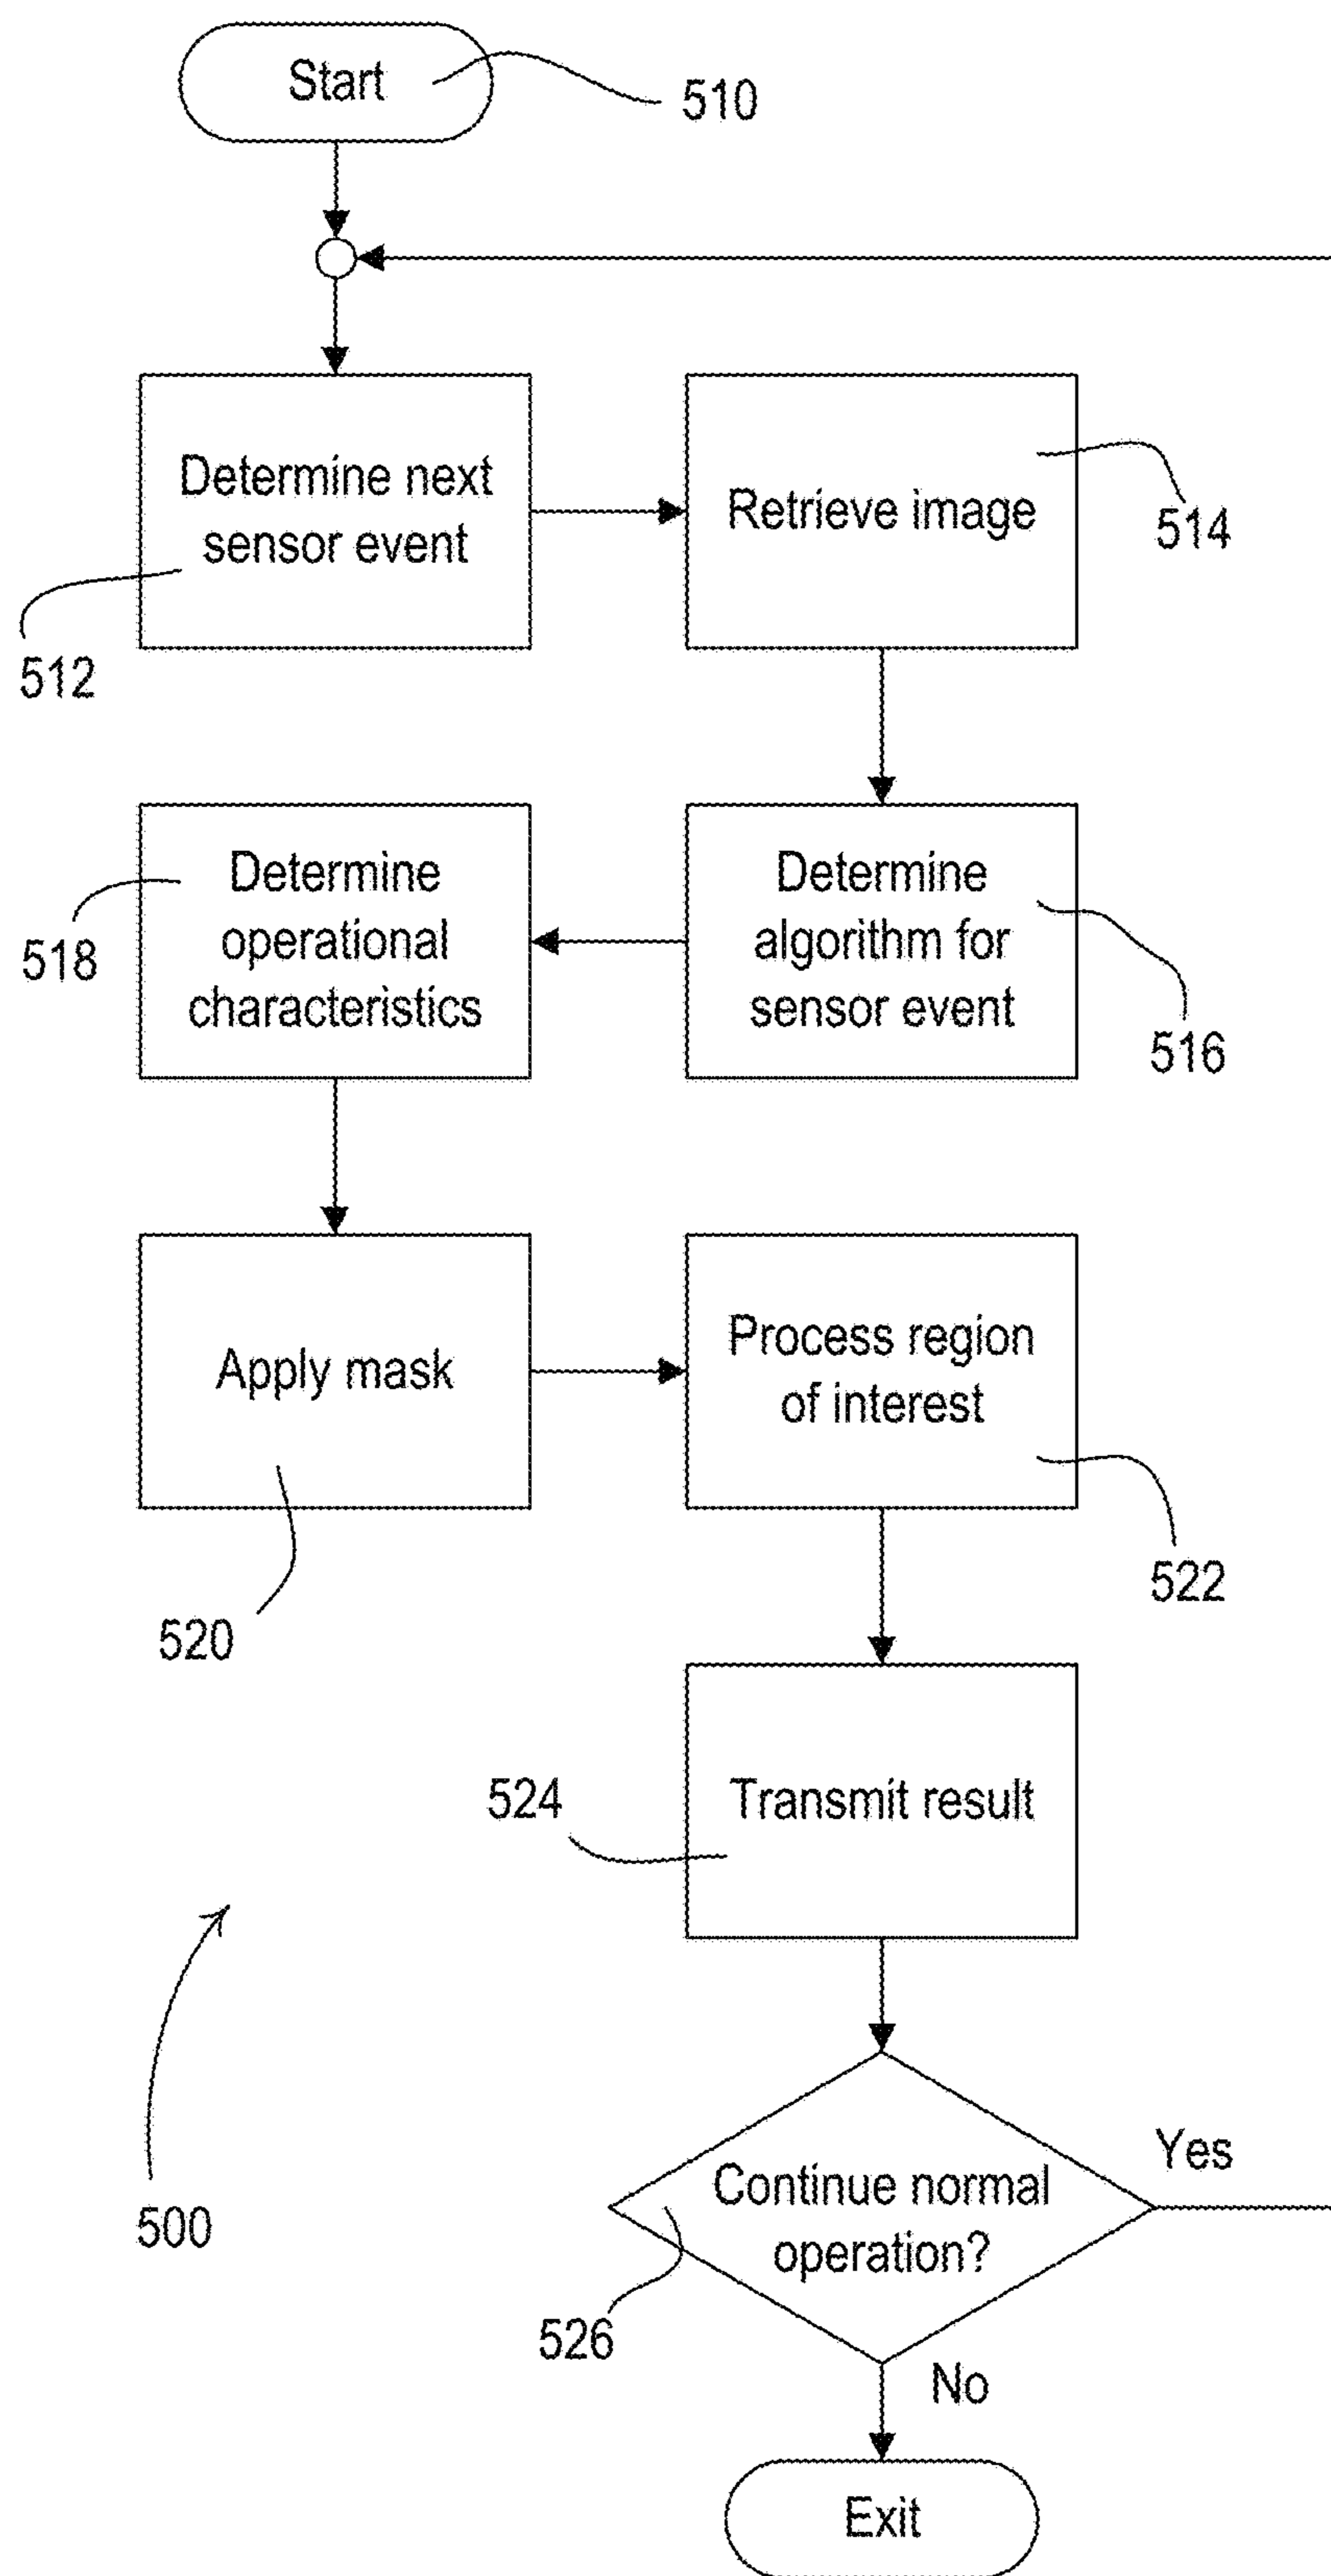 Start
510
Determine next
sensor event
512
Retrieve image
514
Determine
algorithm for
sensor event
516
Determine
operational
characteristics
518
Apply mask
520
Process region
of interest
522
Transmit result
524
Continue normal
operation?
526
Yes
No
Exit
500